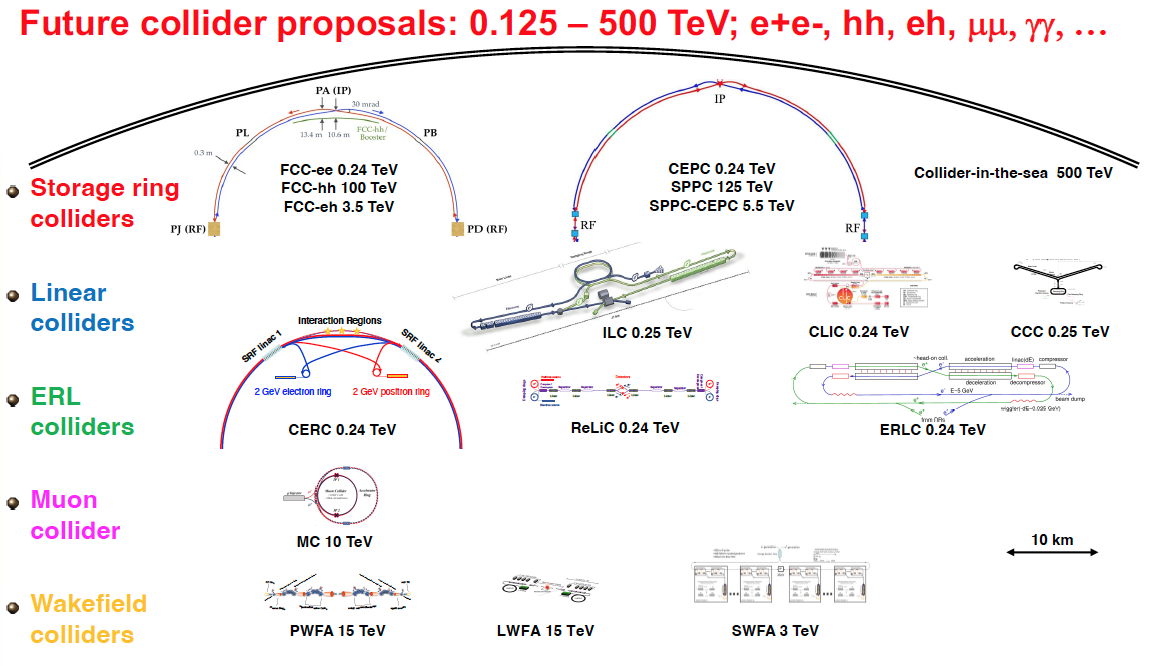 Future collider proposals: 0.125 – 500 TeV; e+e-, hh, eh, μμ, γγ, …
PA (IP)
30 mrad
PL
13.4 m
10.6 m
FCC-hh/
Booster
PB
0.3 m
FCC-ee 0.24 TeV
FCC-hh 100 TeV
FCC-eh 3.5 TeV
PJ (RF)
PD (RF)
IP
CEPC 0.24 TeV
SPPC 125 TeV
SPPC-CEPC 5.5 TeV
RF
RF
Collider-in-the-sea 500 TeV
Storage ring
colliders
Linear
colliders
ILC 0.25 TeV
CLIC 0.24 TeV
CCC 0.25 TeV
ERL
colliders
Interaction Regions
SRF linac 1
SRF linac 2
2 GeV electron ring
2 GeV positron ring
CERC 0.24 TeV
ReLiC 0.24 TeV
~head-on coll.
acceleration
linac(dE)
compressor
deceleration
decompressor
E~5 GeV
beam dump
ERLC 0.24 TeV
Muon
collider
MC 10 TeV
10 km
Wakefield
colliders
PWFA 15 TeV
LWFA 15 TeV
SWFA 3 TeV